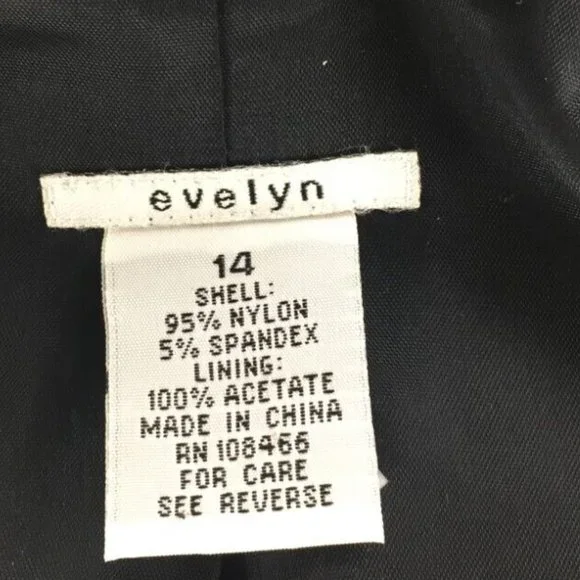 evelyn
14
SHELL:
95% NYLON
5% SPANDEX
LINING:
100% ACETATE
MADE IN CHINA
RN 108466
FOR CARE
SEE REVERSE